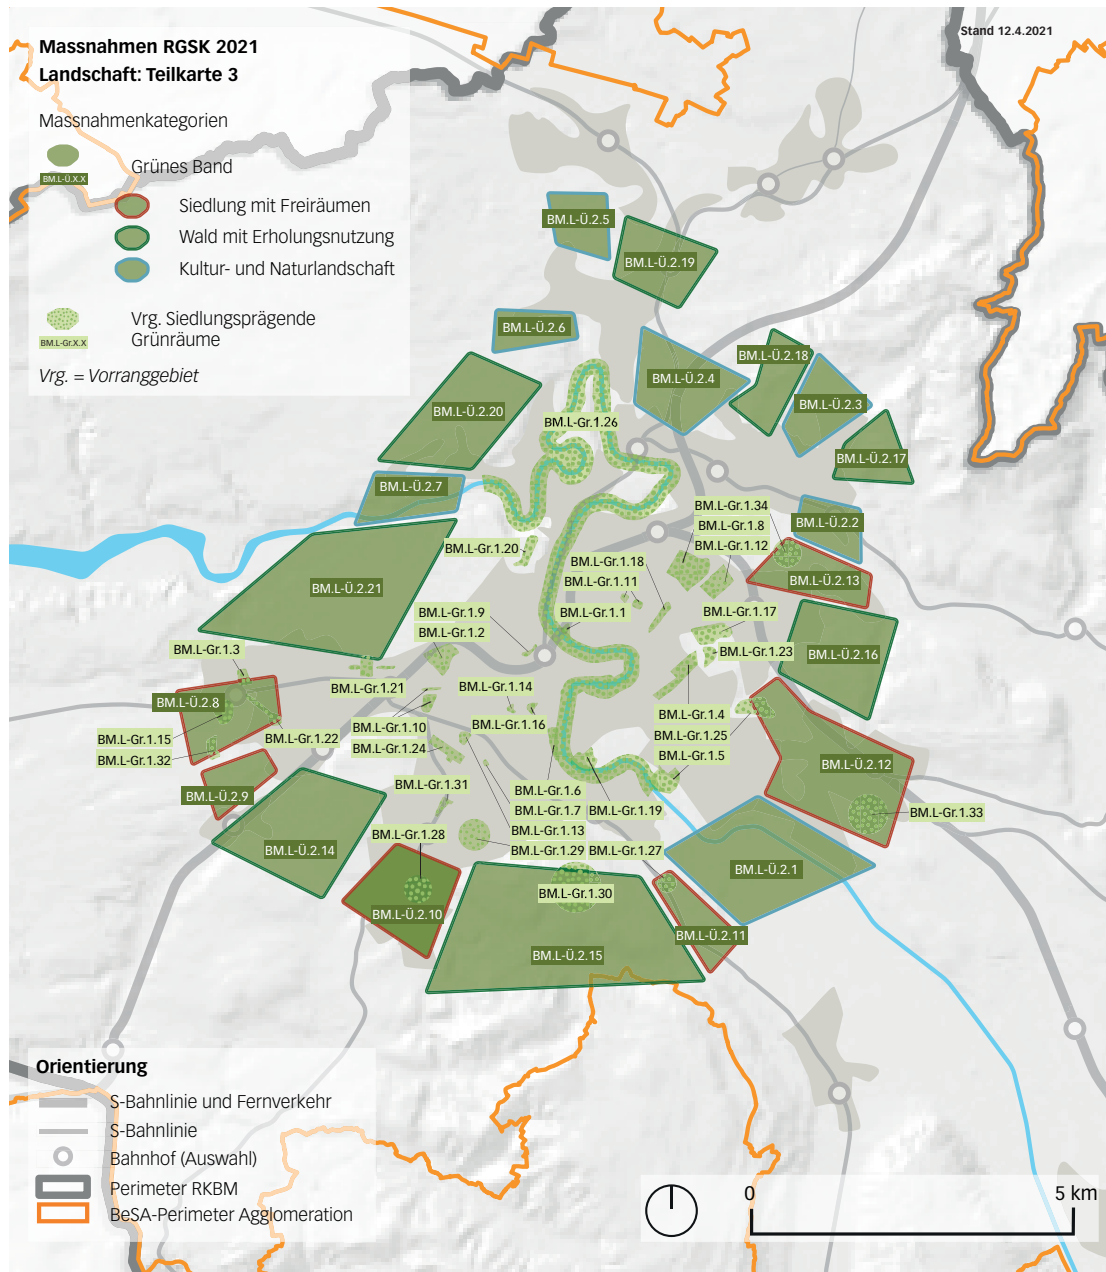 Stand 12.4.2021
Massnahmen RGSK 2021
Landschaft: Teilkarte 3
Massnahmenkategorien
BM.L-Ü.X.X
Grünes Band
Siedlung mit Freiräumen
Wald mit Erholungsnutzung
Kultur- und Naturlandschaft
BM.L-Gr.X.X
Vrg. Siedlungsprägende
Grünräume
Vrg. = Vorranggebiet
BM.L-Ü.2.5
BM.L-Ü.2.19
BM.L-Ü.2.6
BM.L-Ü.2.18
BM.L-Ü.2.4
BM.L-Ü.2.3
BM.L-Ü.2.20
BM.L-Gr.1.26
BM.L-Ü.2.17
BM.L-Ü.2.7
BM.L-Gr.1.34
BM.L-Gr.1.8
BM.L-Ü.2.2
BM.L-Gr.1.12
BM.L-Gr.1.20
BM.L-Gr.1.18
BM.L-Gr.1.11
BM.L-Ü.2.13
BM.L-Ü.2.21
BM.L-Gr.1.9
BM.L-Gr.1.1
BM.L-Gr.1.17
BM.L-Gr.1.2
BM.L-Gr.1.3
BM.L-Gr.1.23
BM.L-Ü.2.16
BM.L-Gr.1.21
BM.L-Gr.1.14
BM.L-Ü.2.8
BM.L-Gr.1.4
BM.L-Gr.1.10
BM.L-Gr.1.16
BM.L-Gr.1.25
BM.L-Gr.1.15
BM.L-Gr.1.22
BM.L-Gr.1.24
BM.L-Gr.1.5
BM.L-Gr.1.32
BM.L-Ü.2.12
BM.L-Gr.1.31
BM.L-Gr.1.6
BM.L-Ü.2.9
BM.L-Gr.1.7
BM.L-Gr.1.19
BM.L-Gr.1.33
BM.L-Gr.1.28
BM.L-Gr.1.13
BM.L-Ü.2.14
BM.L-Gr.1.29
BM.L-Gr.1.27
BM.L-Ü.2.1
BM.L-Gr.1.30
BM.L-Ü.2.10
BM.L-Ü.2.11
BM.L-Ü.2.15
Orientierung
S-Bahnlinie und Fernverkehr
S-Bahnlinie
Bahnhof (Auswahl)
Perimeter RKBM
BeSA-Perimeter Agglomeration
0
5 km